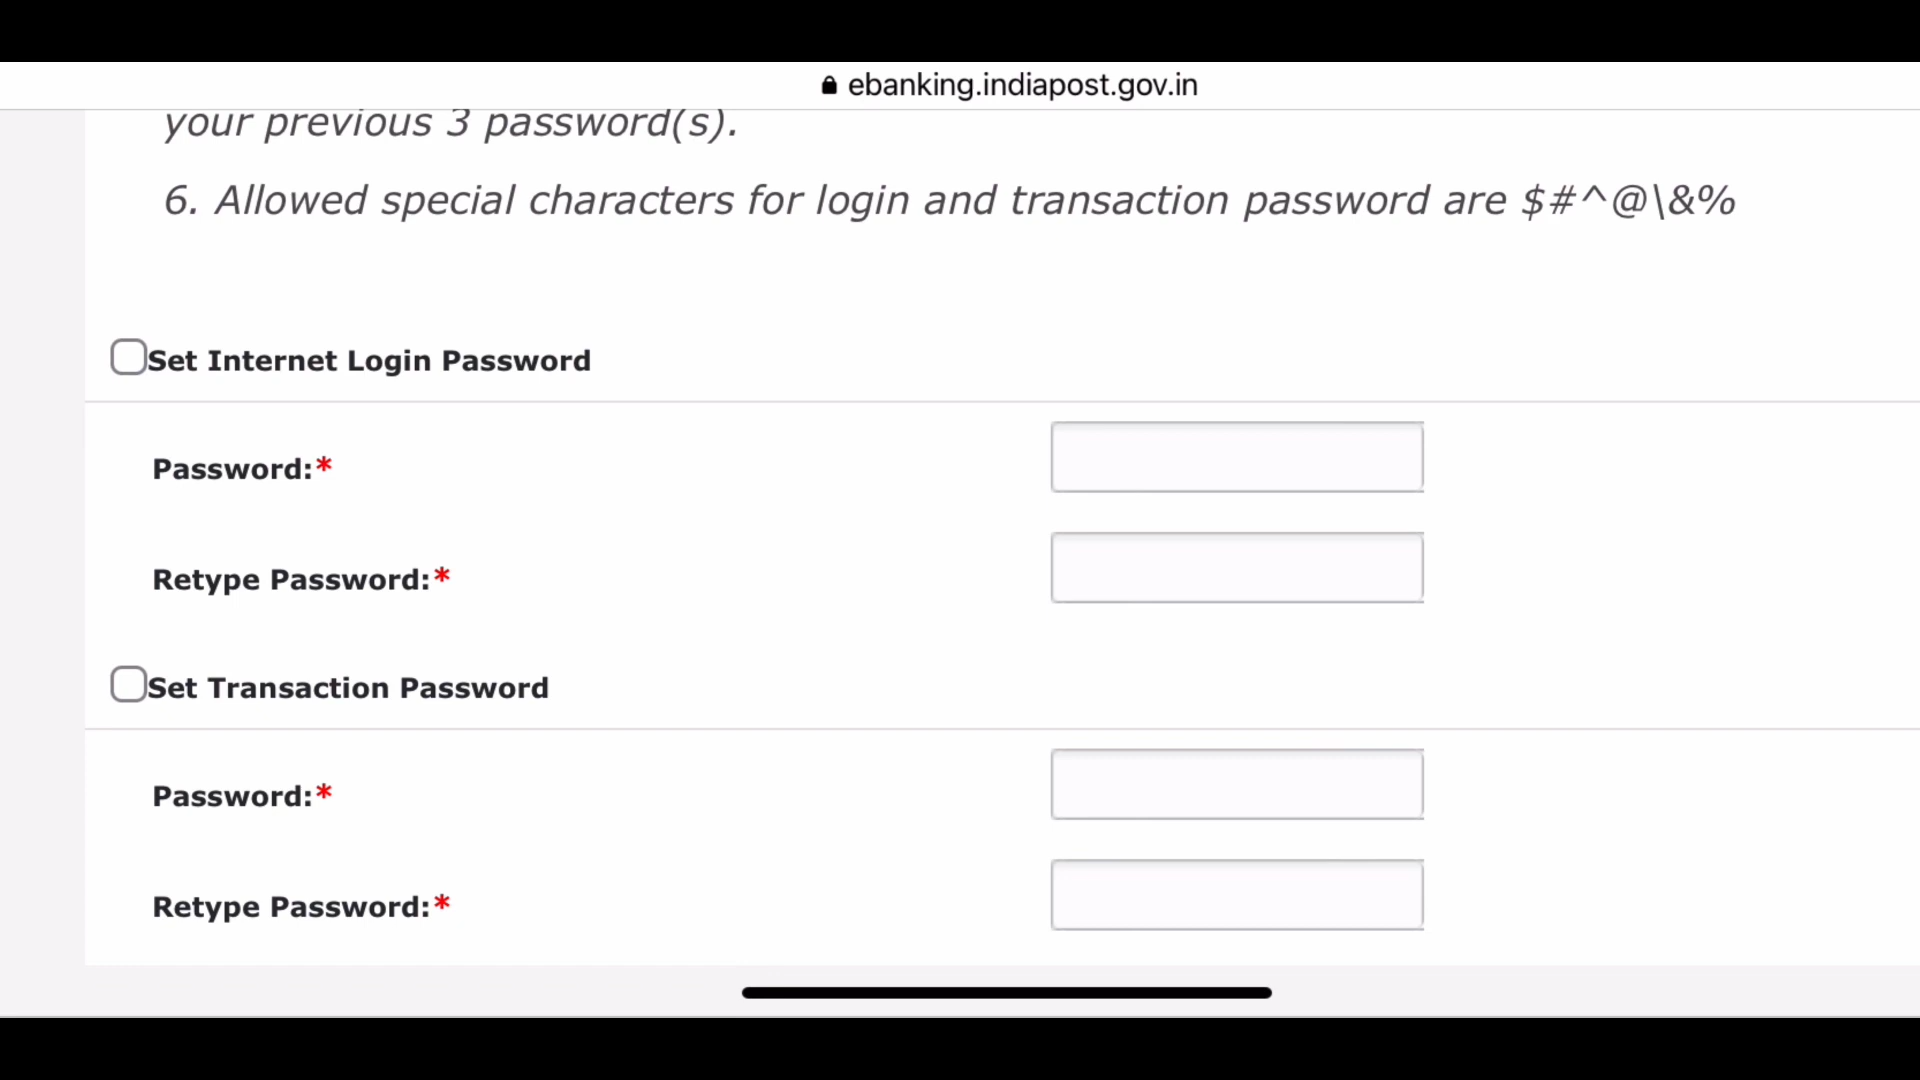 ebanking.indiapost.gov.in
your previous 3 password(s).
6. Allowed special characters for login and transaction password are $#^@\&%
Set Internet Login Password
Password:*
Retype Password:*
Set Transaction Password
Password:*
Retype Password:*